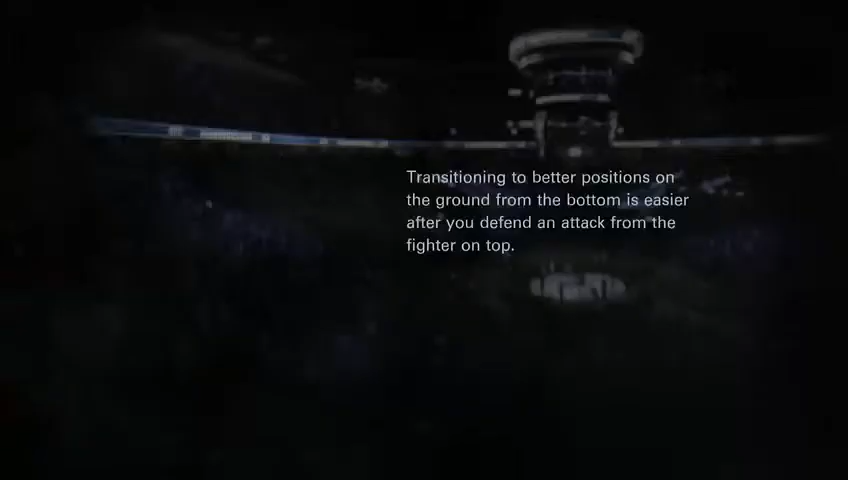 Transitioning to better positions on
the ground from the bottom is easier
after you defend an attack from the
fighter on top.